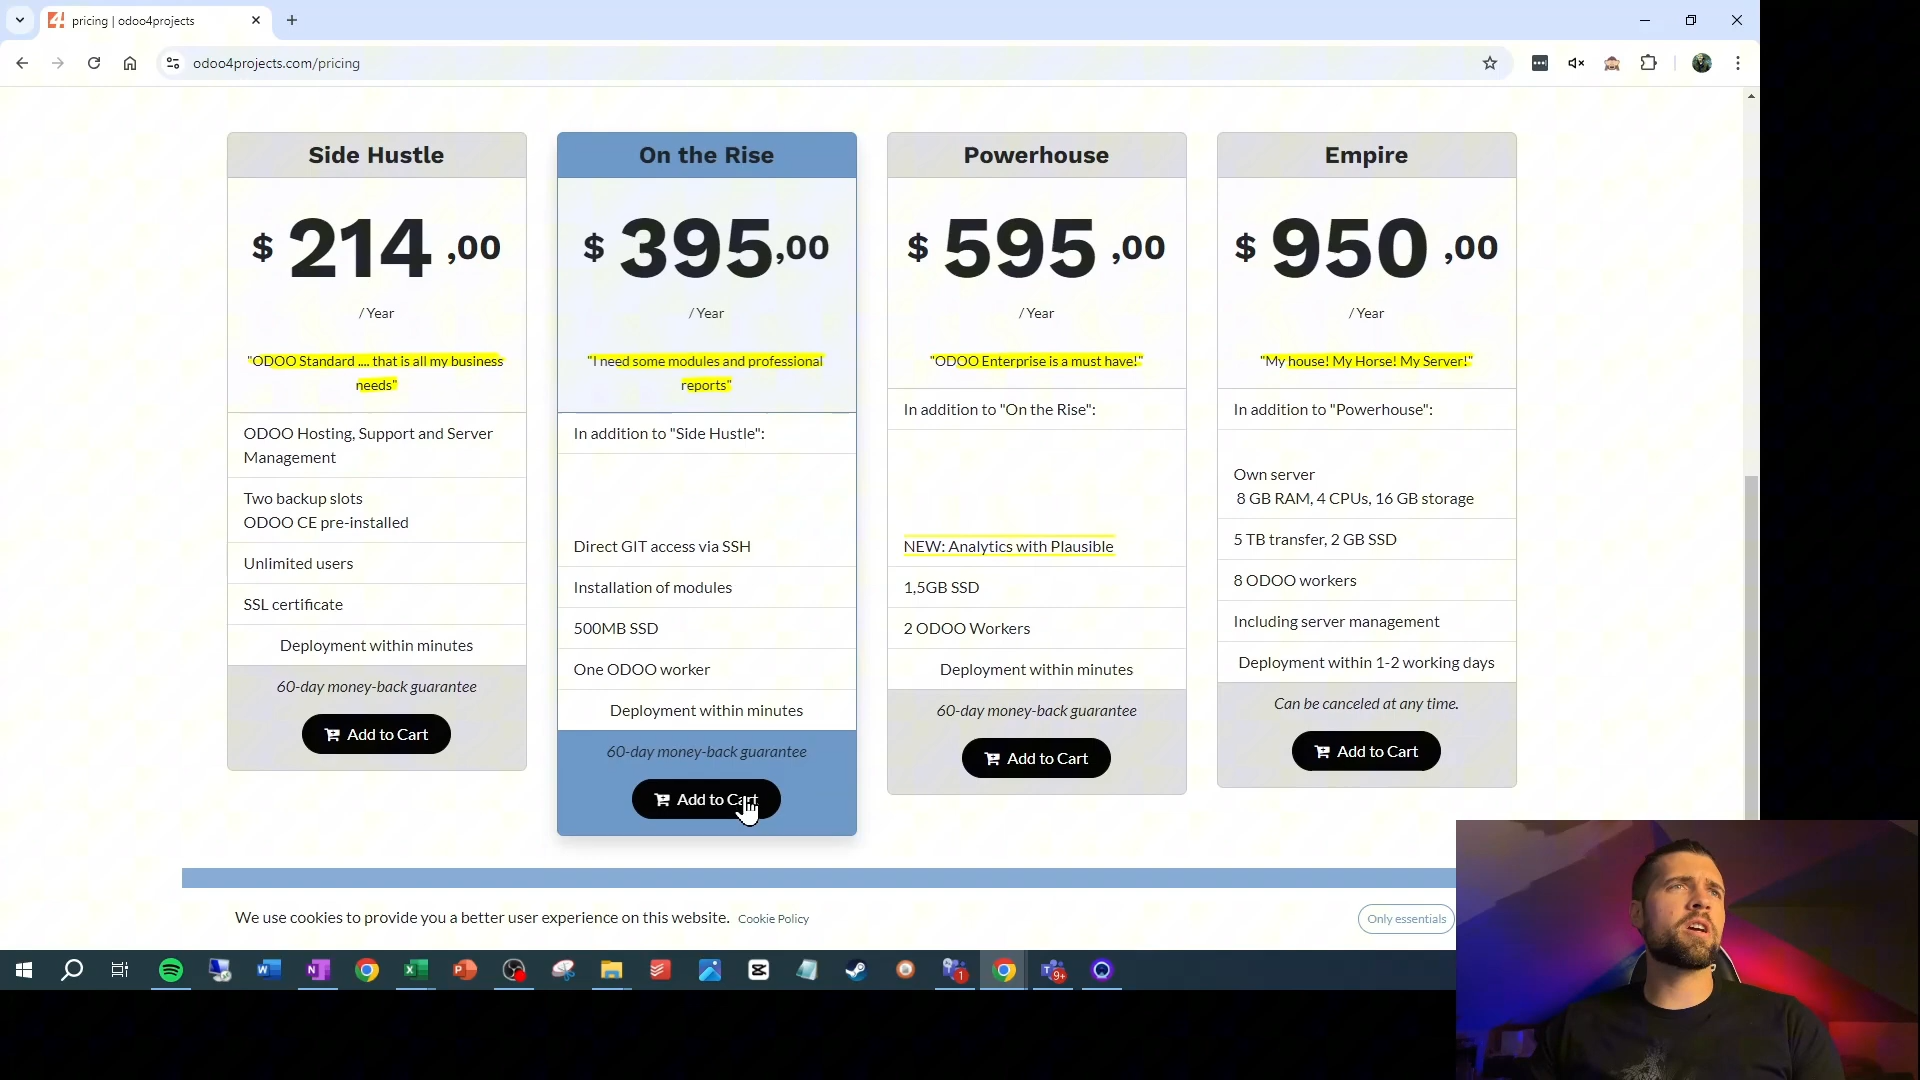 pricing | odoo4projects
odoo4projects.com/pricing
Side Hustle
$ 214 ,00
/ Year
"ODOO Standard .... that is all my business
needs"
ODOO Hosting, Support and Server
Management
Two backup slots
ODOO CE pre-installed
Unlimited users
SSL certificate
Deployment within minutes
60-day money-back guarantee
Add to Cart
On the Rise
$ 395,00
/ Year
"I need some modules and professional
reports"
In addition to "Side Hustle":
Direct GIT access via SSH
Installation of modules
500MB SSD
One ODOO worker
Deployment within minutes
60-day money-back guarantee
Add to Cart
Powerhouse
$ 595 ,00
/ Year
"ODOO Enterprise is a must have!"
In addition to "On the Rise":
NEW: Analytics with Plausible
1,5GB SSD
2 ODOO Workers
Deployment within minutes
60-day money-back guarantee
Add to Cart
Empire
$ 950 ,00
/ Year
"My house! My Horse! My Server!"
In addition to "Powerhouse":
Own server
8 GB RAM, 4 CPUs, 16 GB storage
5 TB transfer, 2 GB SSD
8 ODOO workers
Including server management
Deployment within 1-2 working days
Can be canceled at any time.
Add to Cart
We use cookies to provide you a better user experience on this website. Cookie Policy
Only essentials